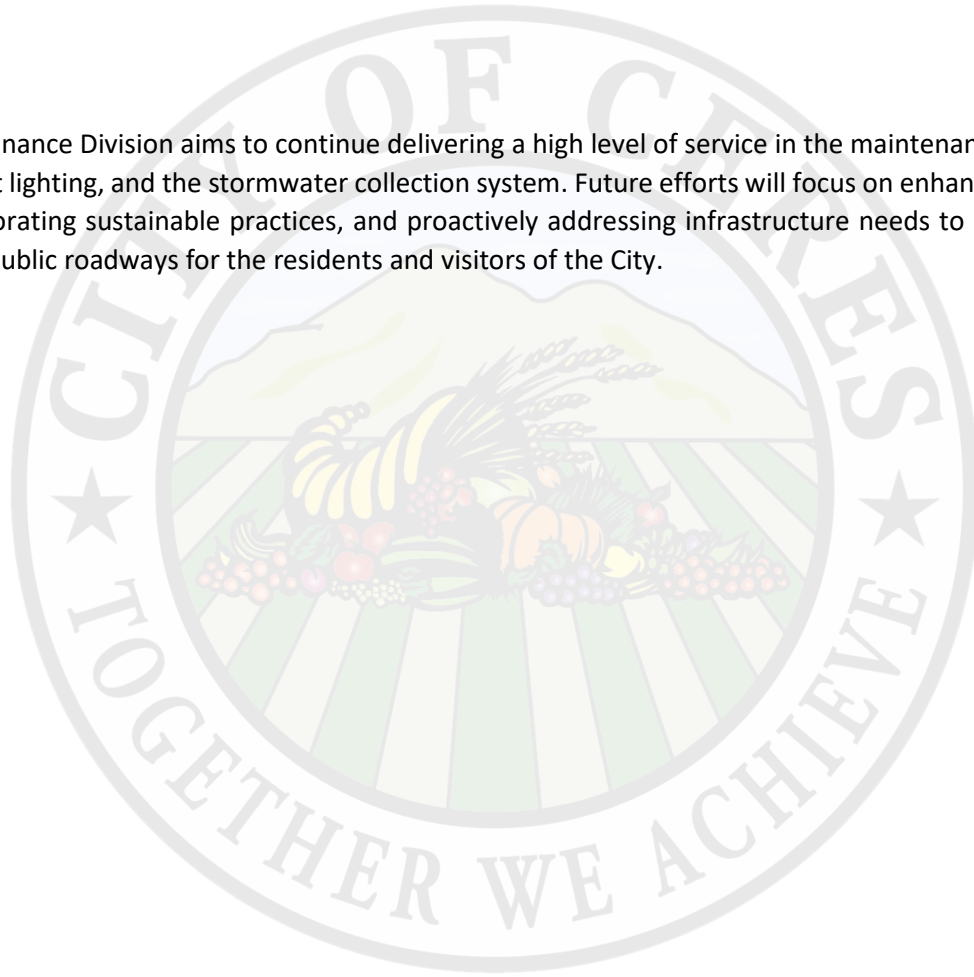 nance Division aims to continue delivering a high level of service in the maintenan
t lighting, and the stormwater collection system. Future efforts will focus on enhan
orating sustainable practices, and proactively addressing infrastructure needs to
ublic roadways for the residents and visitors of the City.
CITY OF CERES
TOGETHER WE ACHIEVE